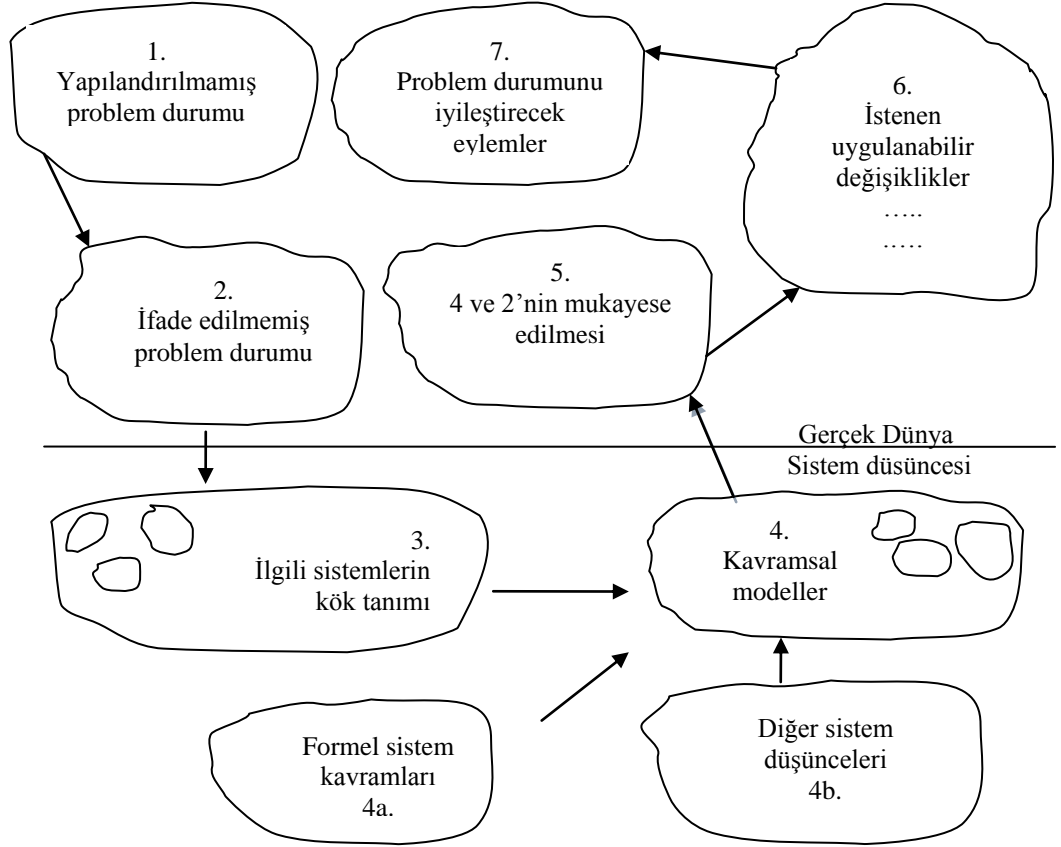 1.
Yapılandırılmamış
problem durumu
7.
Problem durumunu
iyileştirecek
eylemler
6.
İstenen
uygulanabilir
değişiklikler
…..
…..
2.
İfade edilmemiş
problem durumu
5.
4 ve 2’nin mukayese
edilmesi
Gerçek Dünya
Sistem düşüncesi
3.
İlgili sistemlerin
kök tanımı
4.
Kavramsal
modeller
Formel sistem
kavramları
4a.
Diğer sistem
düşünceleri
4b.